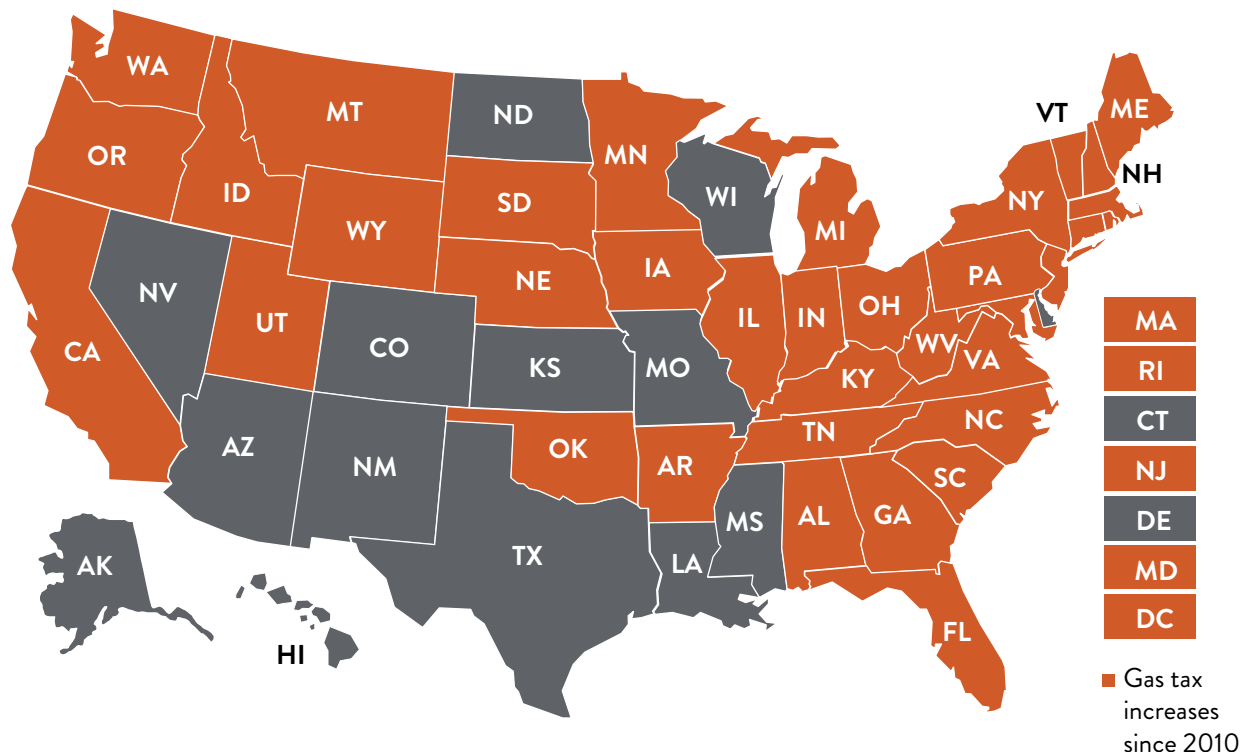 WA
MT
ND
MN
VT
ME
OR
ID
SD
WI
NH
NY
WY
MI
NV
UT
NE
IA
PA
CA
CO
KS
MO
IL
IN
OH
WV
VA
KY
MA
RI
CT
NJ
DE
MD
DC
AZ
NM
OK
AR
TN
NC
SC
TX
LA
MS
AL
GA
FL
AK
HI
Gas tax
increases
since 2010